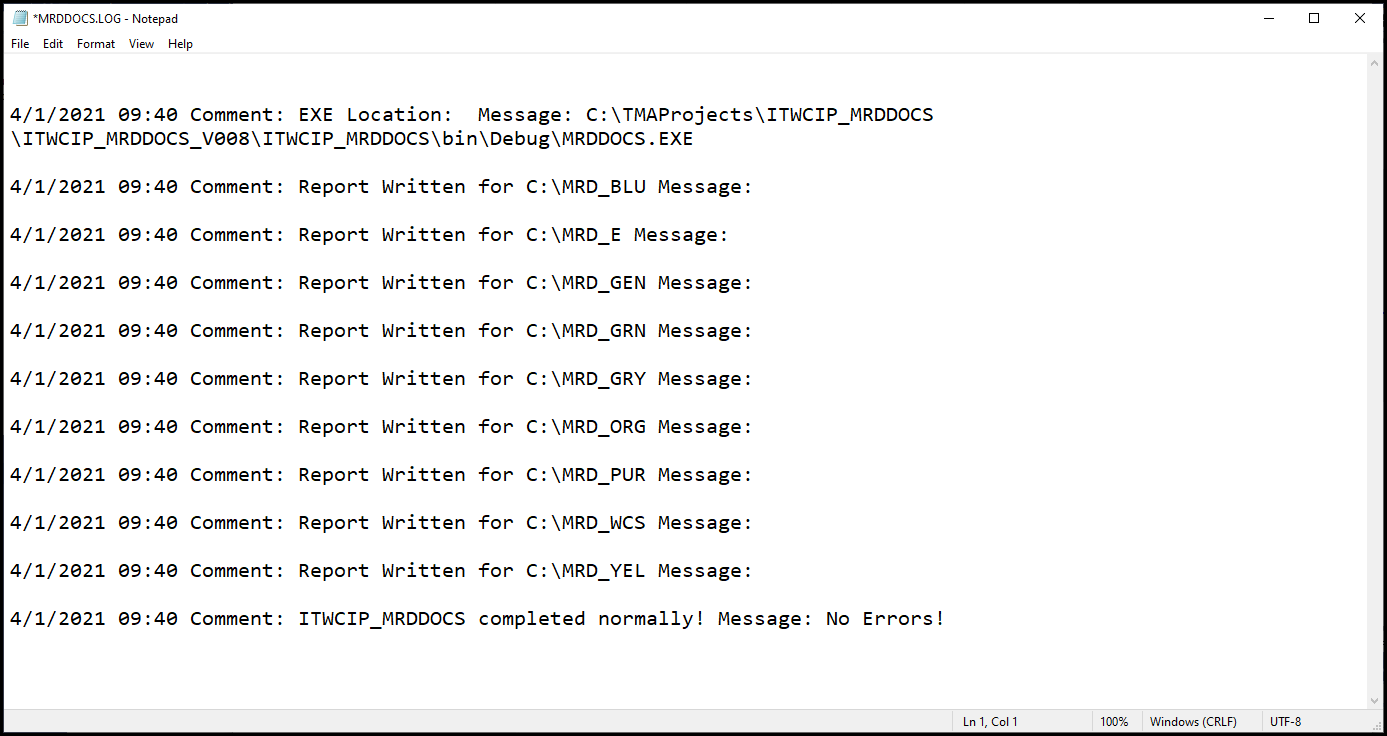 *MRDDOCS.LOG - Notepad
File Edit Format View Help
4/1/2021 09:40 Comment: EXE Location:  Message: C:\TMAProjects\ITWCIP_MRDDOCS
\ITWCIP_MRDDOCS_V008\ITWCIP_MRDDOCS\bin\Debug\MRDDOCS.EXE
4/1/2021 09:40 Comment: Report Written for C:\MRD_BLU Message:
4/1/2021 09:40 Comment: Report Written for C:\MRD_E Message:
4/1/2021 09:40 Comment: Report Written for C:\MRD_GEN Message:
4/1/2021 09:40 Comment: Report Written for C:\MRD_GRN Message:
4/1/2021 09:40 Comment: Report Written for C:\MRD_GRY Message:
4/1/2021 09:40 Comment: Report Written for C:\MRD_ORG Message:
4/1/2021 09:40 Comment: Report Written for C:\MRD_PUR Message:
4/1/2021 09:40 Comment: Report Written for C:\MRD_WCS Message:
4/1/2021 09:40 Comment: Report Written for C:\MRD_YEL Message:
4/1/2021 09:40 Comment: ITWCIP_MRDDOCS completed normally! Message: No Errors!
Ln 1, Col 1 100% Windows (CRLF) UTF-8